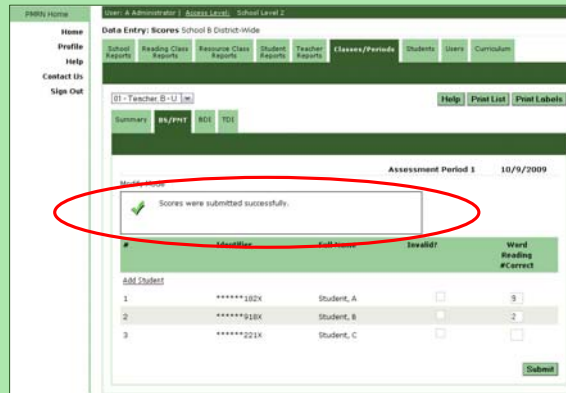 PMRN Home
User: A Administrator | Access Level: School Level 2
Home
Profile
Help
Contact Us
Sign Out
Data Entry: Scores School B District-Wide
School Reports
Reading Class Reports
Resource Class Reports
Student Reports
Teacher Reports
Classes/Periods
Students
Users
Curriculum
01 - Teacher, B - U
Help
Print List
Print Labels
Summary
BS/PMT
BDI
TDI
Assessment Period 1 10/9/2009
Modify Mode
Scores were submitted successfully.
# Identifier Full Name Invalid? Word Reading #Correct
Add Student
1 ******182X Student, A 9
2 ******918X Student, B 2
3 ******221X Student, C
Submit